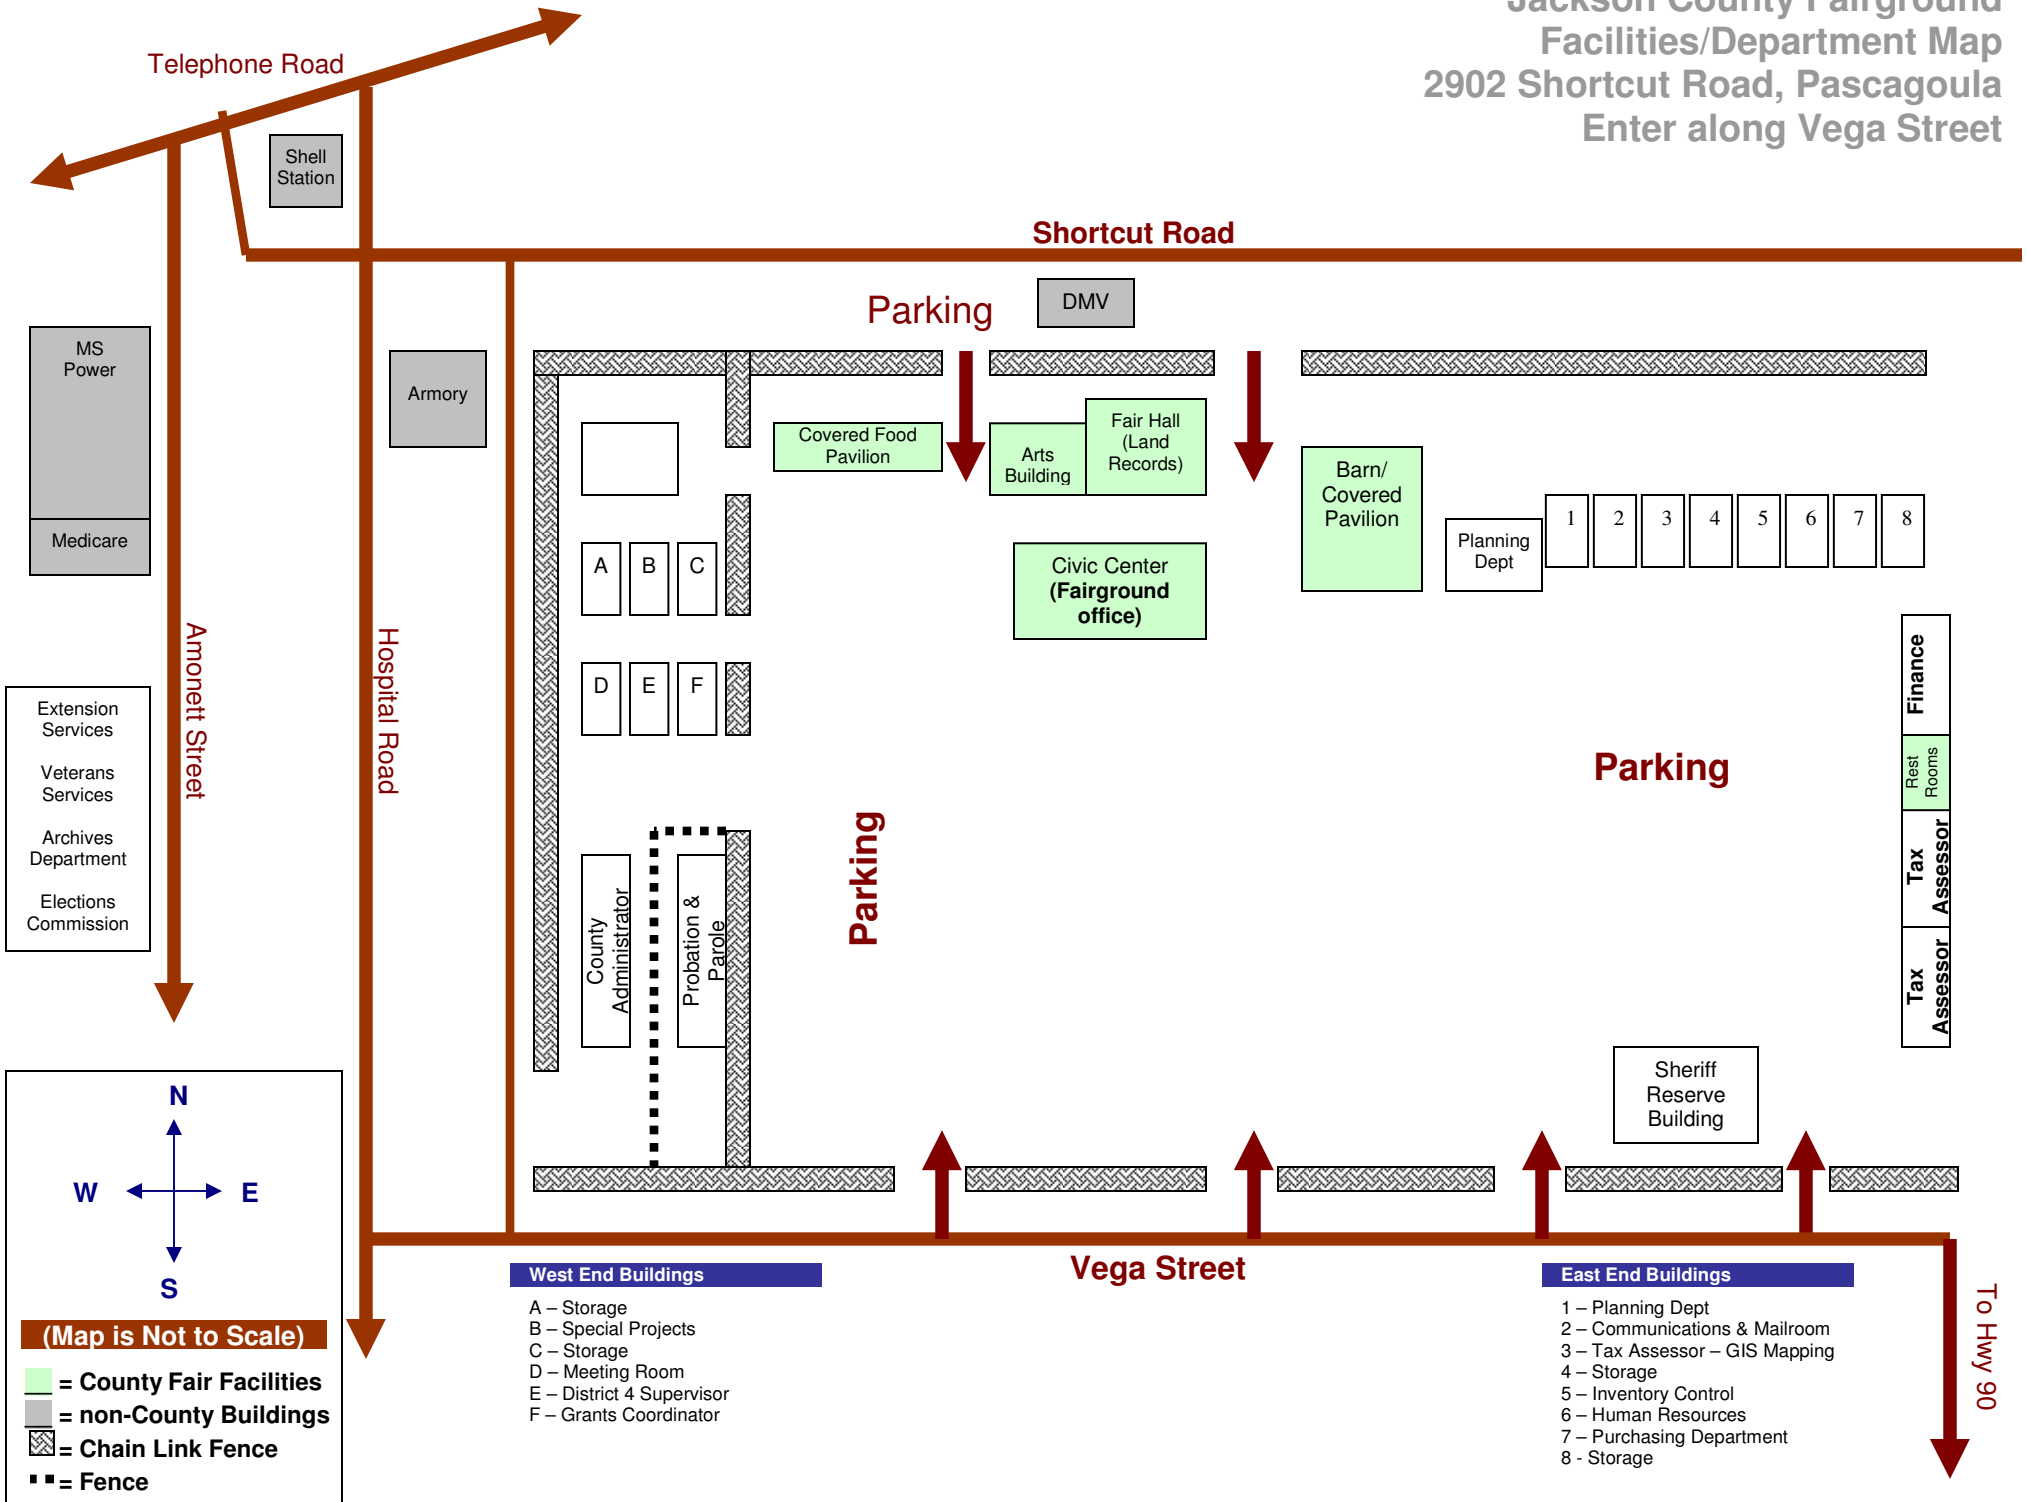 Jackson County Fairground
Facilities/Department Map
2902 Shortcut Road, Pascagoula
Enter along Vega Street
Telephone Road
Shell
Station
Shortcut Road
Parking
DMV
MS
Power
Medicare
Armory
Covered Food
Pavilion
Arts
Building
Fair Hall
(Land
Records)
Barn/
Covered
Pavilion
Planning
Dept
1
2
3
4
5
6
7
8
A
B
C
D
E
F
Civic Center
(Fairground
office)
Amonett Street
Hospital Road
Extension
Services
Veterans
Services
Archives
Department
Elections
Commission
County
Administrator
Probation &
Parole
Parking
Parking
Finance
Rest
Rooms
Tax
Assessor
Tax
Assessor
Sheriff
Reserve
Building
N
W
E
S
(Map is Not to Scale)
= County Fair Facilities
= non-County Buildings
= Chain Link Fence
= Fence
Vega Street
To Hwy 90
West End Buildings
A – Storage
B – Special Projects
C – Storage
D – Meeting Room
E – District 4 Supervisor
F – Grants Coordinator
East End Buildings
1 – Planning Dept
2 – Communications & Mailroom
3 – Tax Assessor – GIS Mapping
4 – Storage
5 – Inventory Control
6 – Human Resources
7 – Purchasing Department
8 - Storage